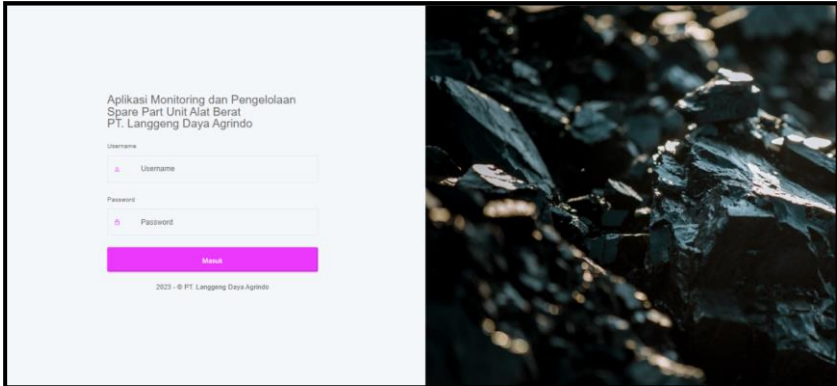 Aplikasi Monitoring dan Pengelolaan
Spare Part Unit Alat Berat
PT. Langgeng Daya Agrindo
Username
Username
Password
Password
Masuk
2023 - © PT. Langgeng Daya Agrindo